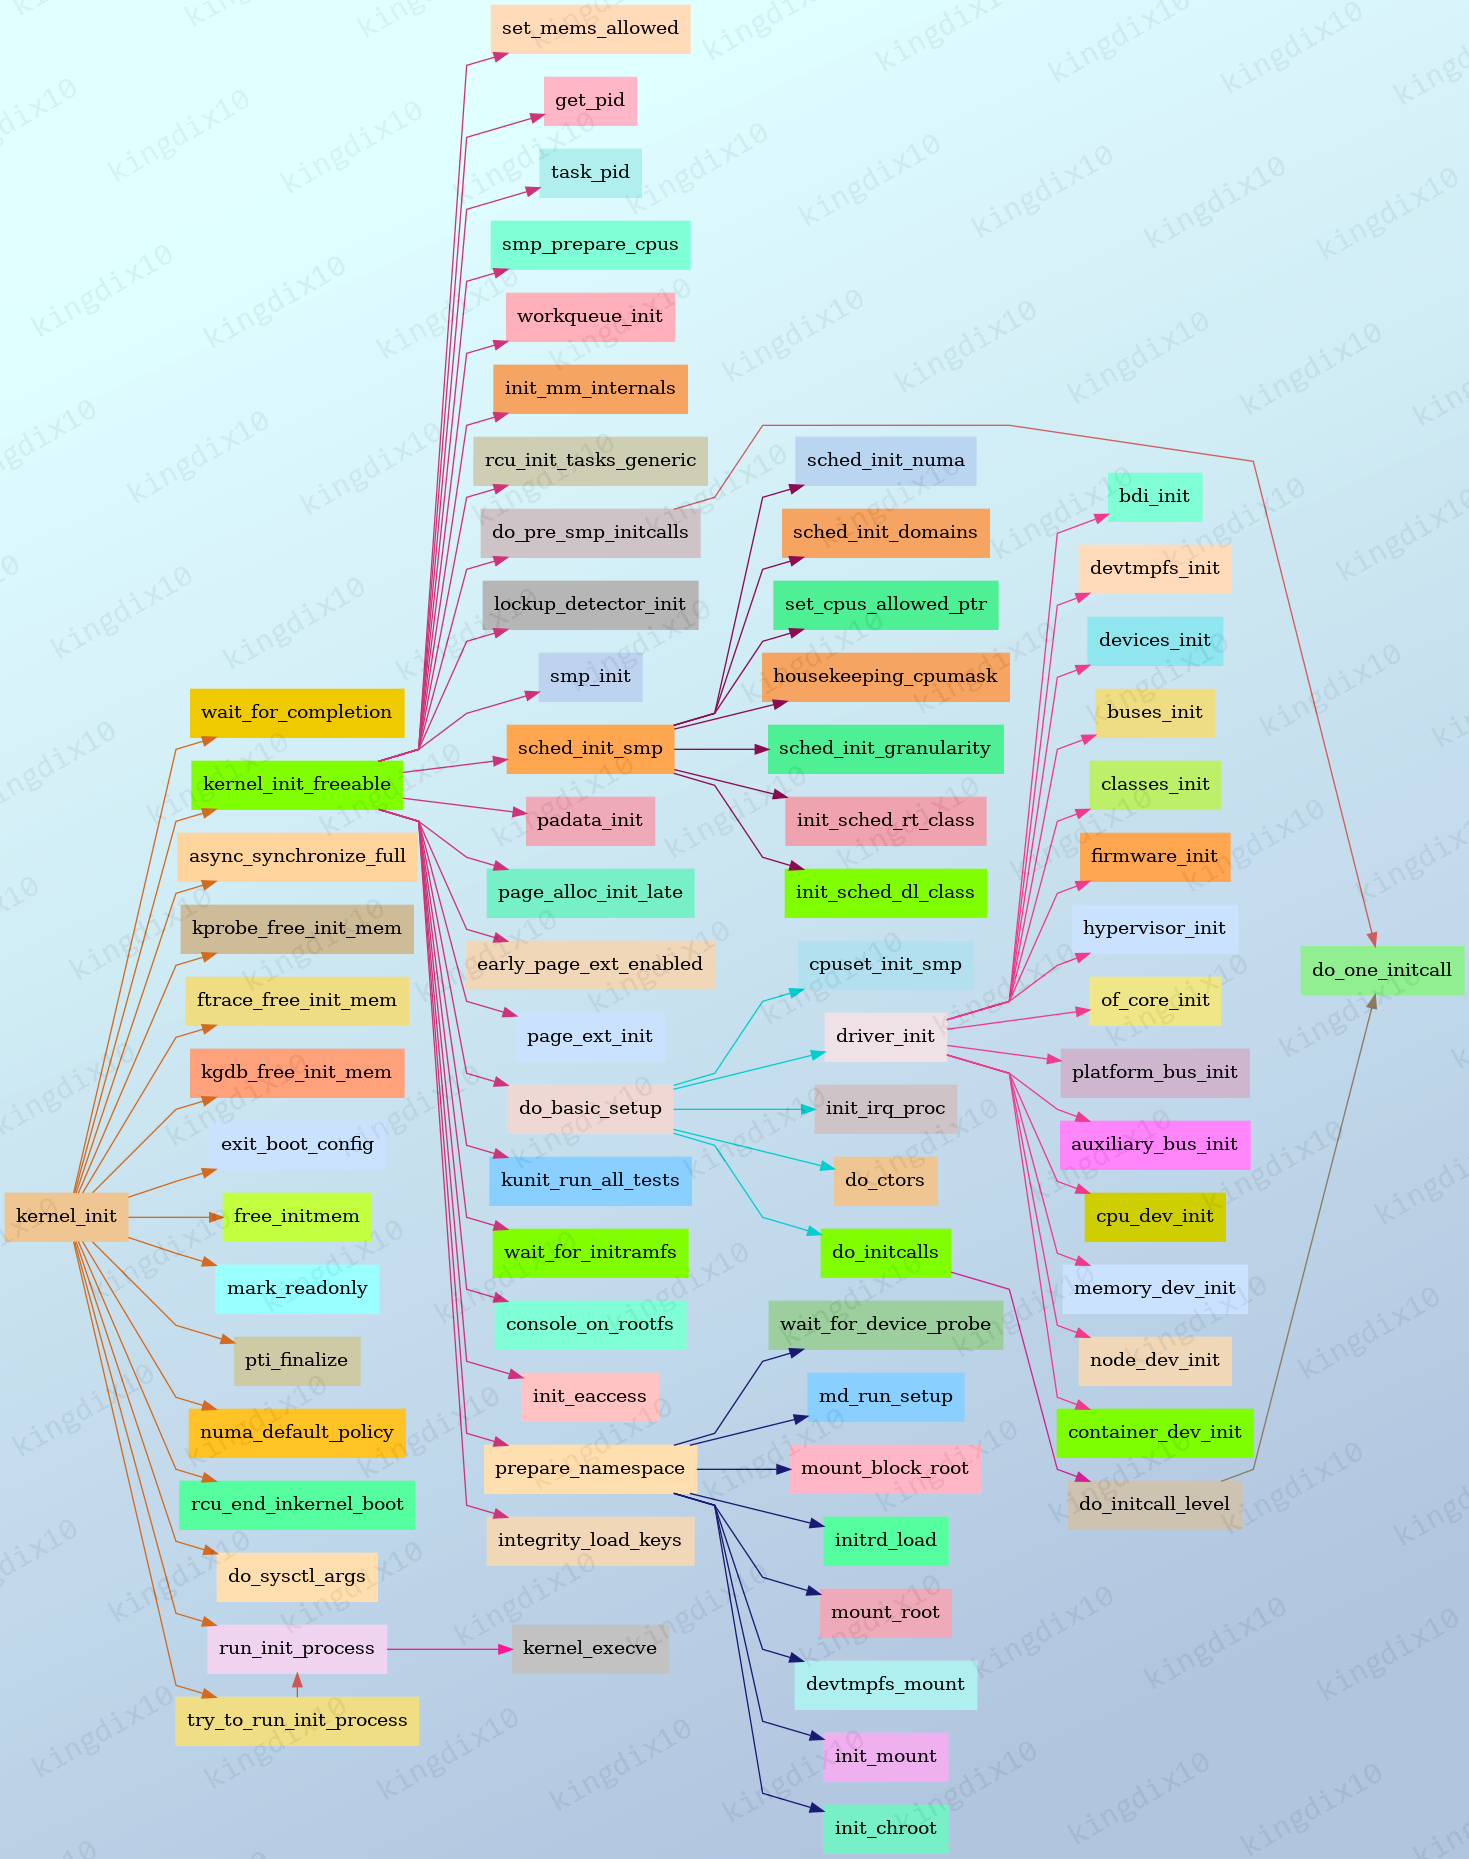 set_mems_allowed
get_pid
task_pid
smp_prepare_cpus
workqueue_init
init_mm_internals
rcu_init_tasks_generic
do_pre_smp_initcalls
lockup_detector_init
smp_init
sched_init_smp
padata_init
page_alloc_init_late
early_page_ext_enabled
page_ext_init
do_basic_setup
kunit_run_all_tests
wait_for_initramfs
console_on_rootfs
init_eaccess
prepare_namespace
integrity_load_keys
kernel_execve
wait_for_completion
kernel_init_freeable
async_synchronize_full
kprobe_free_init_mem
ftrace_free_init_mem
kgdb_free_init_mem
exit_boot_config
kernel_init
free_initmem
mark_readonly
pti_finalize
numa_default_policy
rcu_end_inkernel_boot
do_sysctl_args
run_init_process
try_to_run_init_process
sched_init_numa
sched_init_domains
set_cpus_allowed_ptr
housekeeping_cpumask
sched_init_granularity
init_sched_rt_class
init_sched_dl_class
cpuset_init_smp
driver_init
init_irq_proc
do_ctors
do_initcalls
wait_for_device_probe
md_run_setup
mount_block_root
initrd_load
mount_root
devtmpfs_mount
init_mount
init_chroot
bdi_init
devtmpfs_init
devices_init
buses_init
classes_init
firmware_init
hypervisor_init
of_core_init
platform_bus_init
auxiliary_bus_init
cpu_dev_init
memory_dev_init
node_dev_init
container_dev_init
do_initcall_level
do_one_initcall
kingdix10